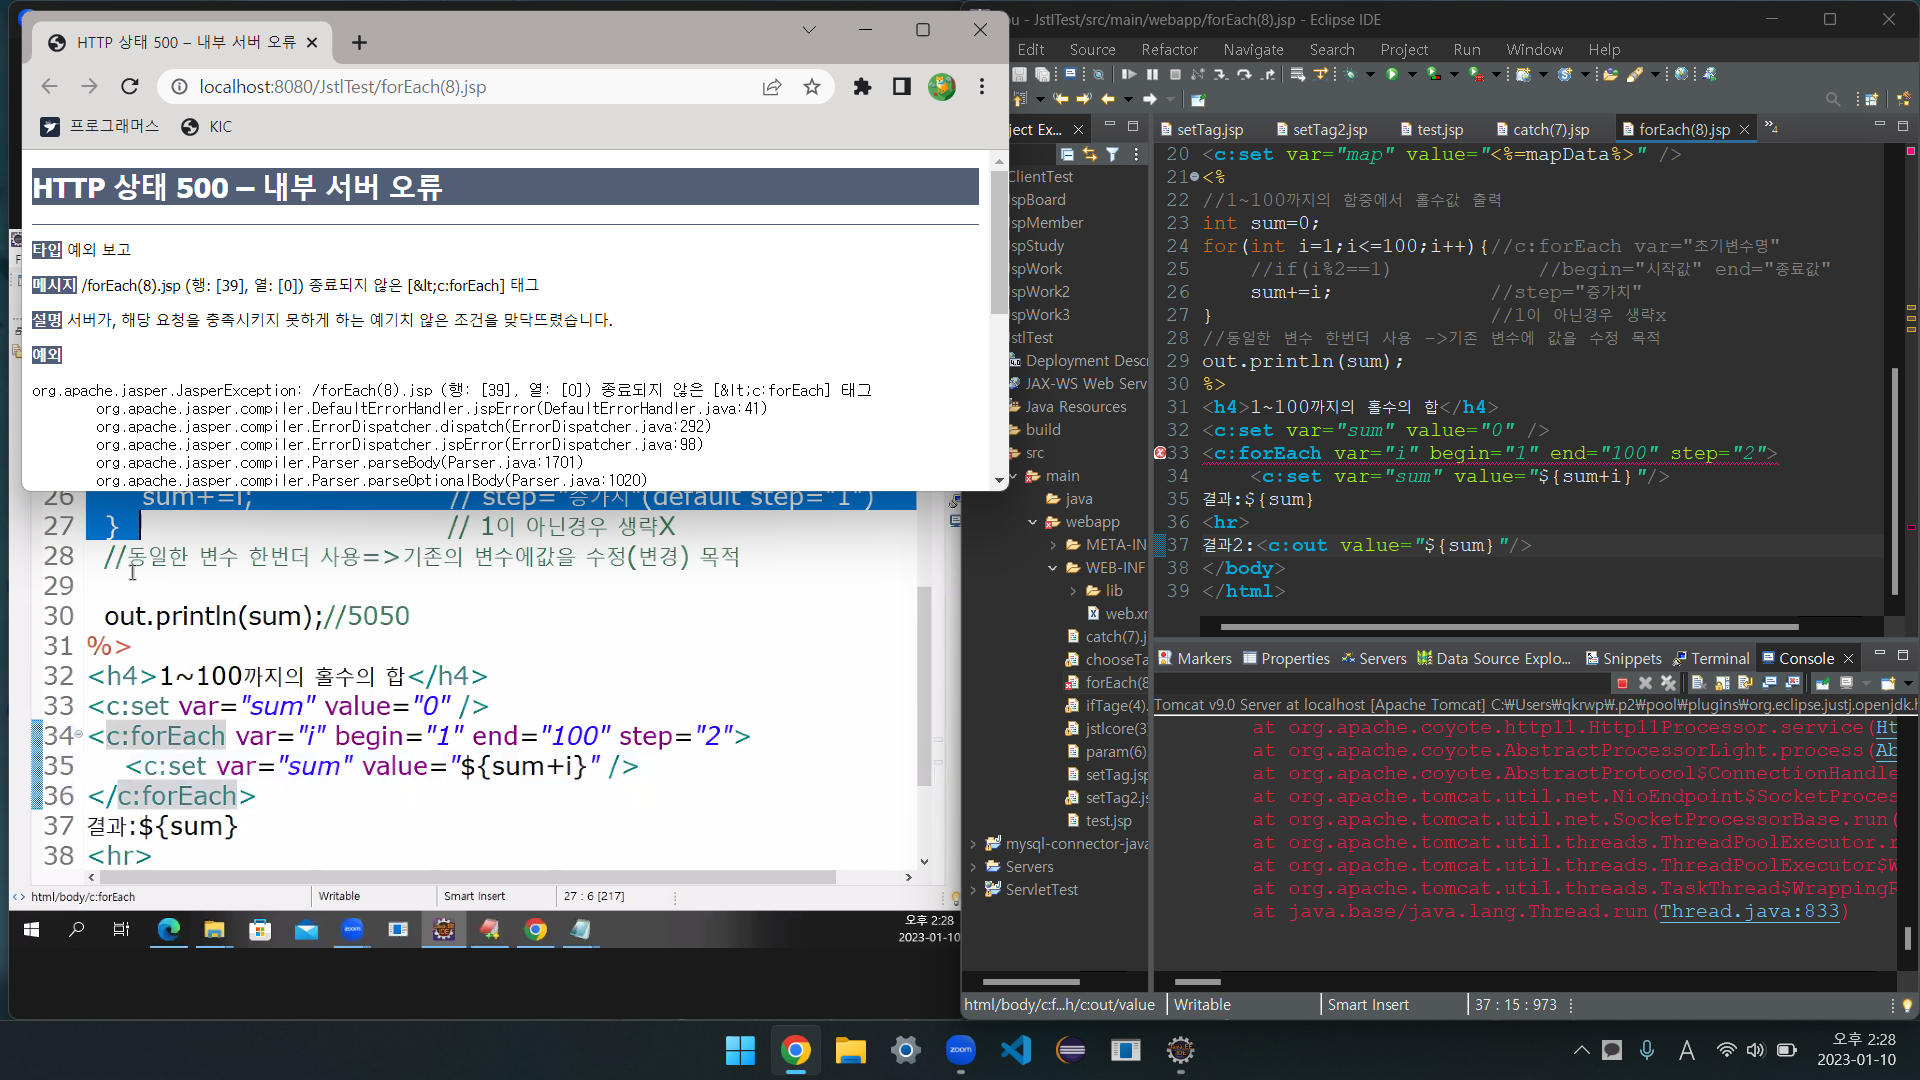 HTTP 상태 500 – 내부 서버 오류
localhost:8080/JstlTest/forEach(8).jsp
프로그래머스
KIC
HTTP 상태 500 – 내부 서버 오류
타입 예외 보고
메시지 /forEach(8).jsp (행: [39], 열: [0]) 종료되지 않은 [&lt;c:forEach] 태그
설명 서버가, 해당 요청을 충족시키지 못하게 하는 예기치 않은 조건을 맞닥뜨렸습니다.
예외
org.apache.jasper.JasperException: /forEach(8).jsp (행: [39], 열: [0]) 종료되지 않은 [&lt;c:forEach] 태그
org.apache.jasper.compiler.DefaultErrorHandler.jspError(DefaultErrorHandler.java:41)
org.apache.jasper.compiler.ErrorDispatcher.dispatch(ErrorDispatcher.java:292)
org.apache.jasper.compiler.ErrorDispatcher.jspError(ErrorDispatcher.java:98)
org.apache.jasper.compiler.Parser.parseBody(Parser.java:1701)
org.apache.jasper.compiler.Parser.parseOptionalBody(Parser.java:1020)
26 sum+=i; // step="증가치"(default step="1")
27 } // 1이 아닌경우 생략X
28 //동일한 변수 한번더 사용=>기존의 변수에값을 수정(변경) 목적
29
30 out.println(sum);//5050
31 %>
32 <h4>1~100까지의 홀수의 합</h4>
33 <c:set var="sum" value="0" />
34 <c:forEach var="i" begin="1" end="100" step="2">
35 <c:set var="sum" value="${sum+i}" />
36 </c:forEach>
37 결과:${sum}
38 <hr>
html/body/c:forEach
Writable
Smart Insert
27 : 6 [217]
zoom
오후 2:28
2023-01-10
JstlTest/src/main/webapp/forEach(8).jsp - Eclipse IDE
Edit Source Refactor Navigate Search Project Run Window Help
ject Ex...
setTag.jsp
setTag2.jsp
test.jsp
catch(7).jsp
forEach(8).jsp
4
ClientTest
spBoard
spMember
spStudy
spWork
spWork2
spWork3
stlTest
Deployment Desc
JAX-WS Web Serv
Java Resources
build
src
main
java
webapp
META-IN
WEB-INF
lib
web.xr
catch(7).j
chooseTa
forEach(8
ifTage(4).
jstlcore(3
param(6)
setTag.jsp
setTag2.js
test.jsp
mysql-connector-java
Servers
ServletTest
20 <c:set var="map" value="<%=mapData%>" />
21 <%
22 //1~100까지의 합중에서 홀수값 출력
23 int sum=0;
24 for(int i=1;i<=100;i++){//c:forEach var="초기변수명"
25 //if(i%2==1) //begin="시작값" end="종료값"
26 sum+=i; //step="증가치"
27 } //1이 아닌경우 생략x
28 //동일한 변수 한번더 사용 ->기존 변수에 값을 수정 목적
29 out.println(sum);
30 %>
31 <h4>1~100까지의 홀수의 합</h4>
32 <c:set var="sum" value="0" />
33 <c:forEach var="i" begin="1" end="100" step="2">
34 <c:set var="sum" value="${sum+i}"/>
35 결과:${sum}
36 <hr>
37 결과2:<c:out value="${sum}"/>
38 </body>
39 </html>
Markers Properties Servers Data Source Explo... Snippets Terminal Console
Tomcat v9.0 Server at localhost [Apache Tomcat] C:₩Users₩qkrwp₩.p2₩pool₩plugins₩org.eclipse.justj.openjdk.h
at org.apache.coyote.http11.Http11Processor.service(Ht
at org.apache.coyote.AbstractProcessorLight.process(Ab
at org.apache.coyote.AbstractProtocol$ConnectionHandle
at org.apache.tomcat.util.net.NioEndpoint$SocketProces
at org.apache.tomcat.util.net.SocketProcessorBase.run(
at org.apache.tomcat.util.threads.ThreadPoolExecutor.r
at org.apache.tomcat.util.threads.ThreadPoolExecutor$W
at org.apache.tomcat.util.threads.TaskThread$WrappingR
at java.base/java.lang.Thread.run(Thread.java:833)
html/body/c:f...h/c:out/value
Writable
Smart Insert
37 : 15 : 973
zoom
A
오후 2:28
2023-01-10